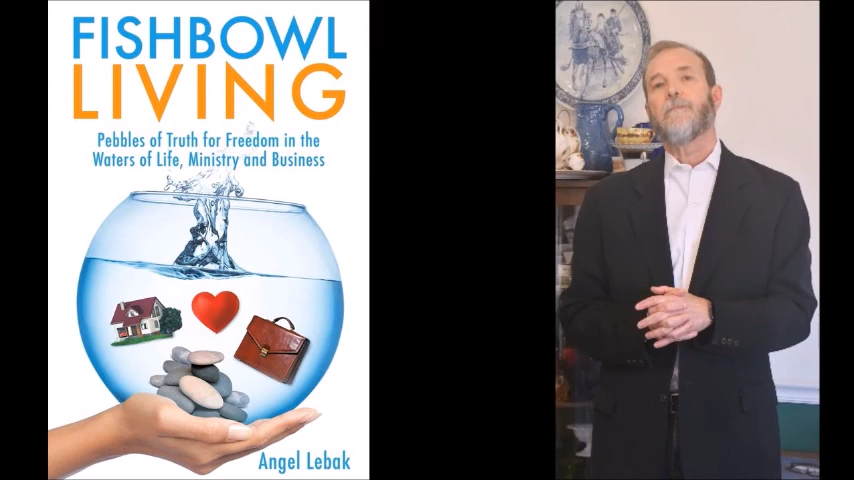 FISHBOWL
LIVING
Pebbles of Truth for Freedom in the
Waters of Life, Ministry and Business
Angel Lebak